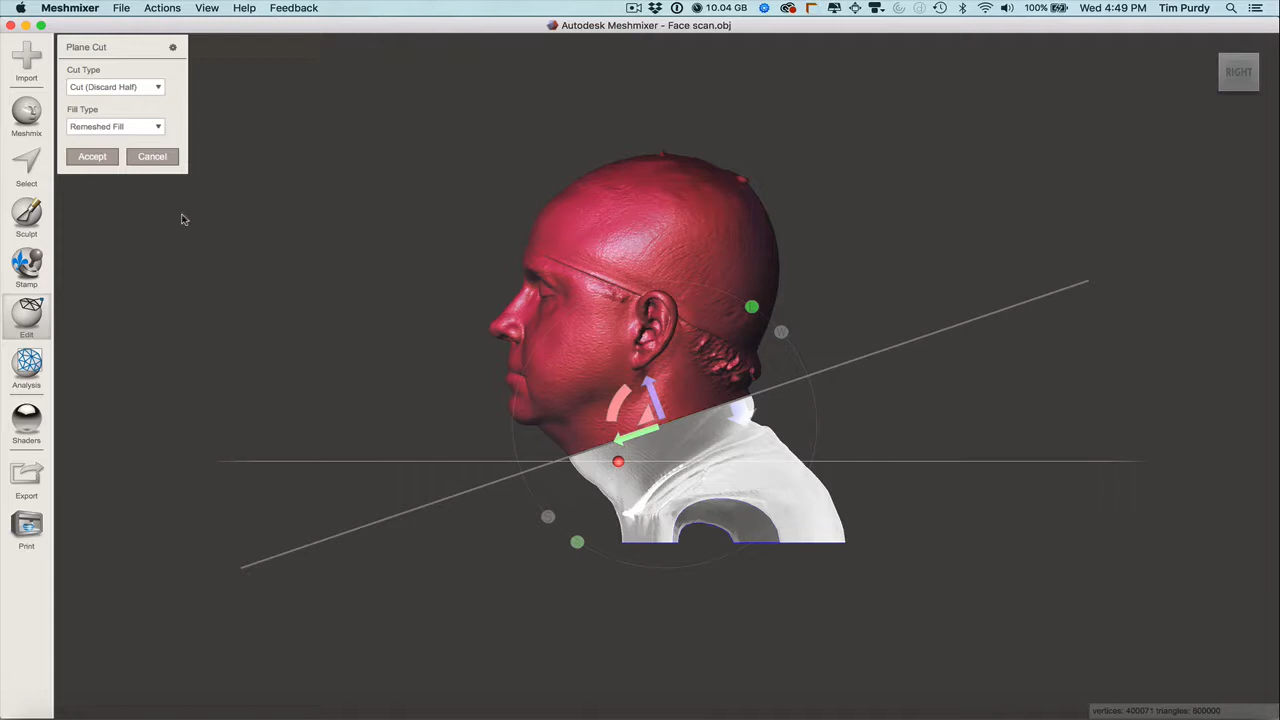 Meshmixer File Actions View Help Feedback
10.04 GB 100% Wed 4:49 PM Tim Purdy
Autodesk Meshmixer - Face scan.obj
Import
Meshmix
Select
Sculpt
Stamp
Edit
Analysis
Shaders
Export
Print
Plane Cut
Cut Type
Cut (Discard Half)
Fill Type
Remeshed Fill
Accept Cancel
RIGHT
W
vertices: 400071 triangles: 800000